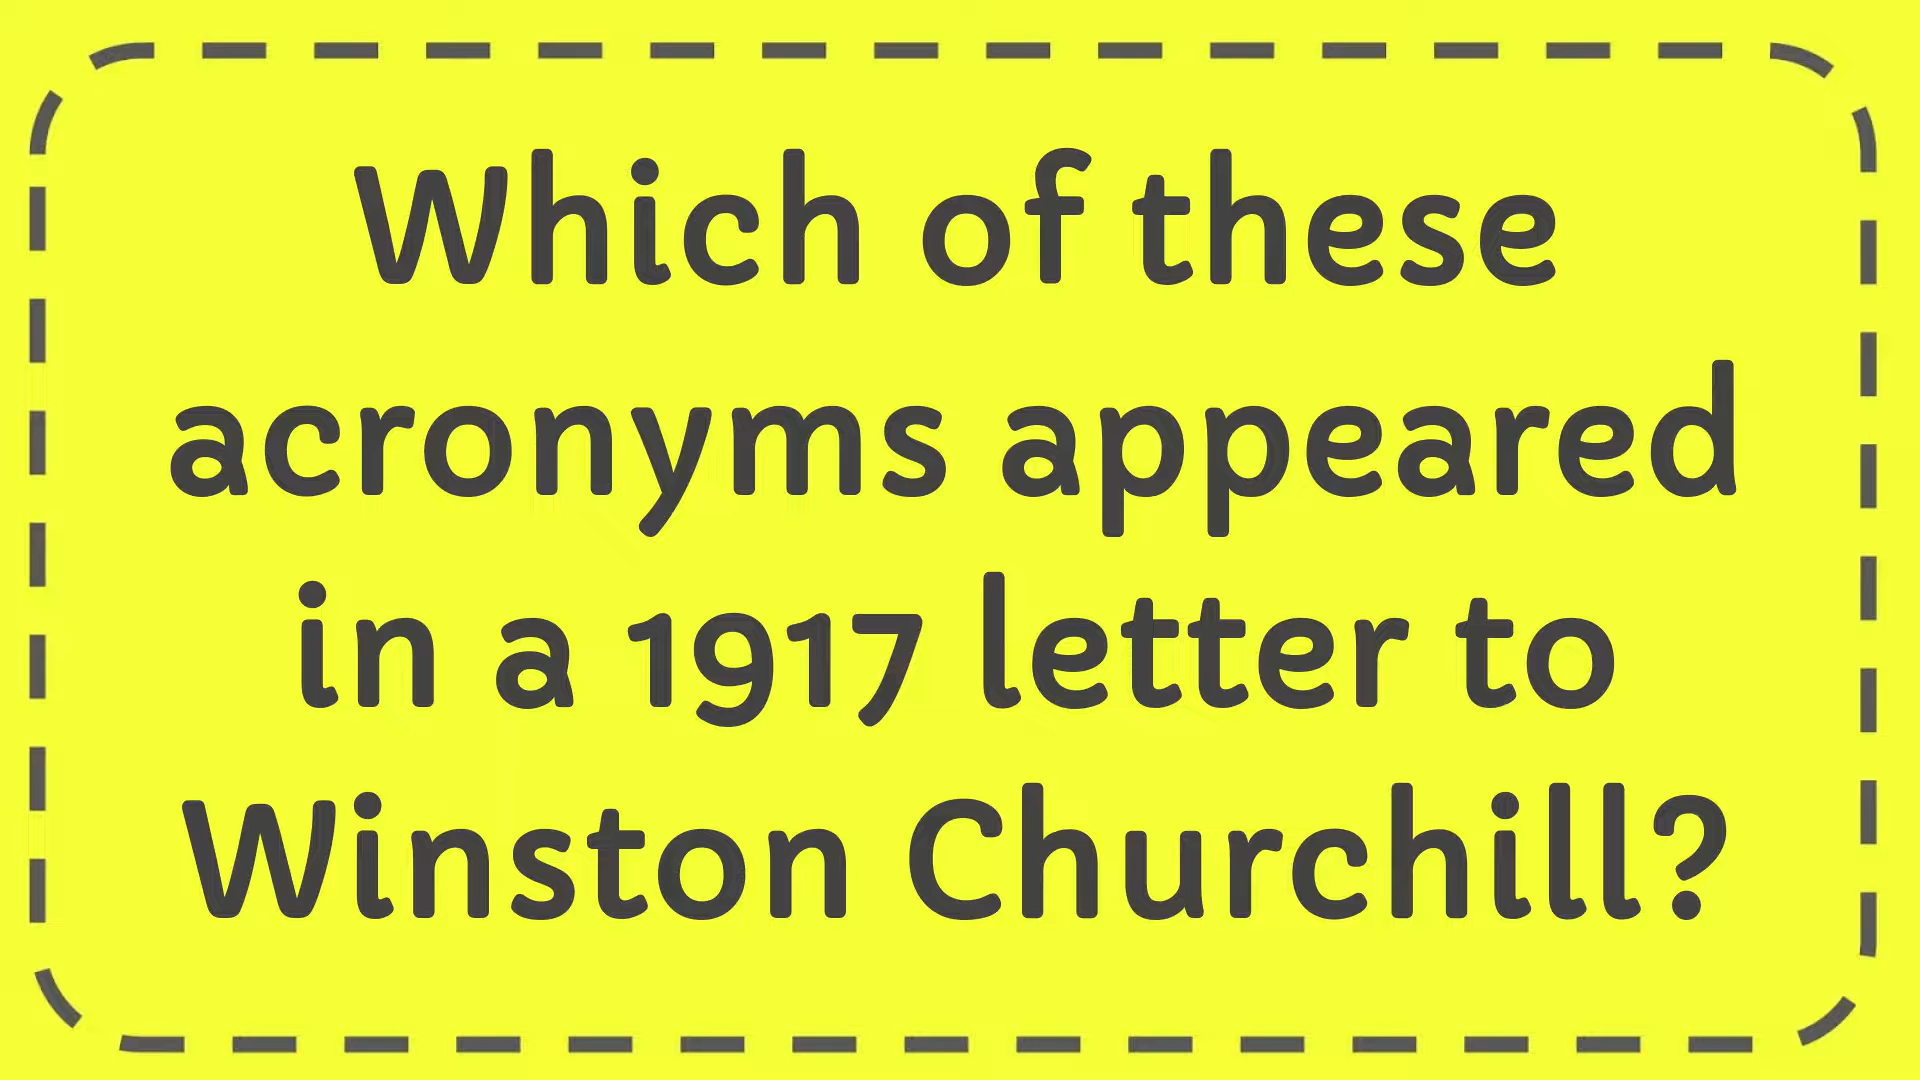 Which of these
acronyms appeared
in a 1917 letter to
Winston Churchill?